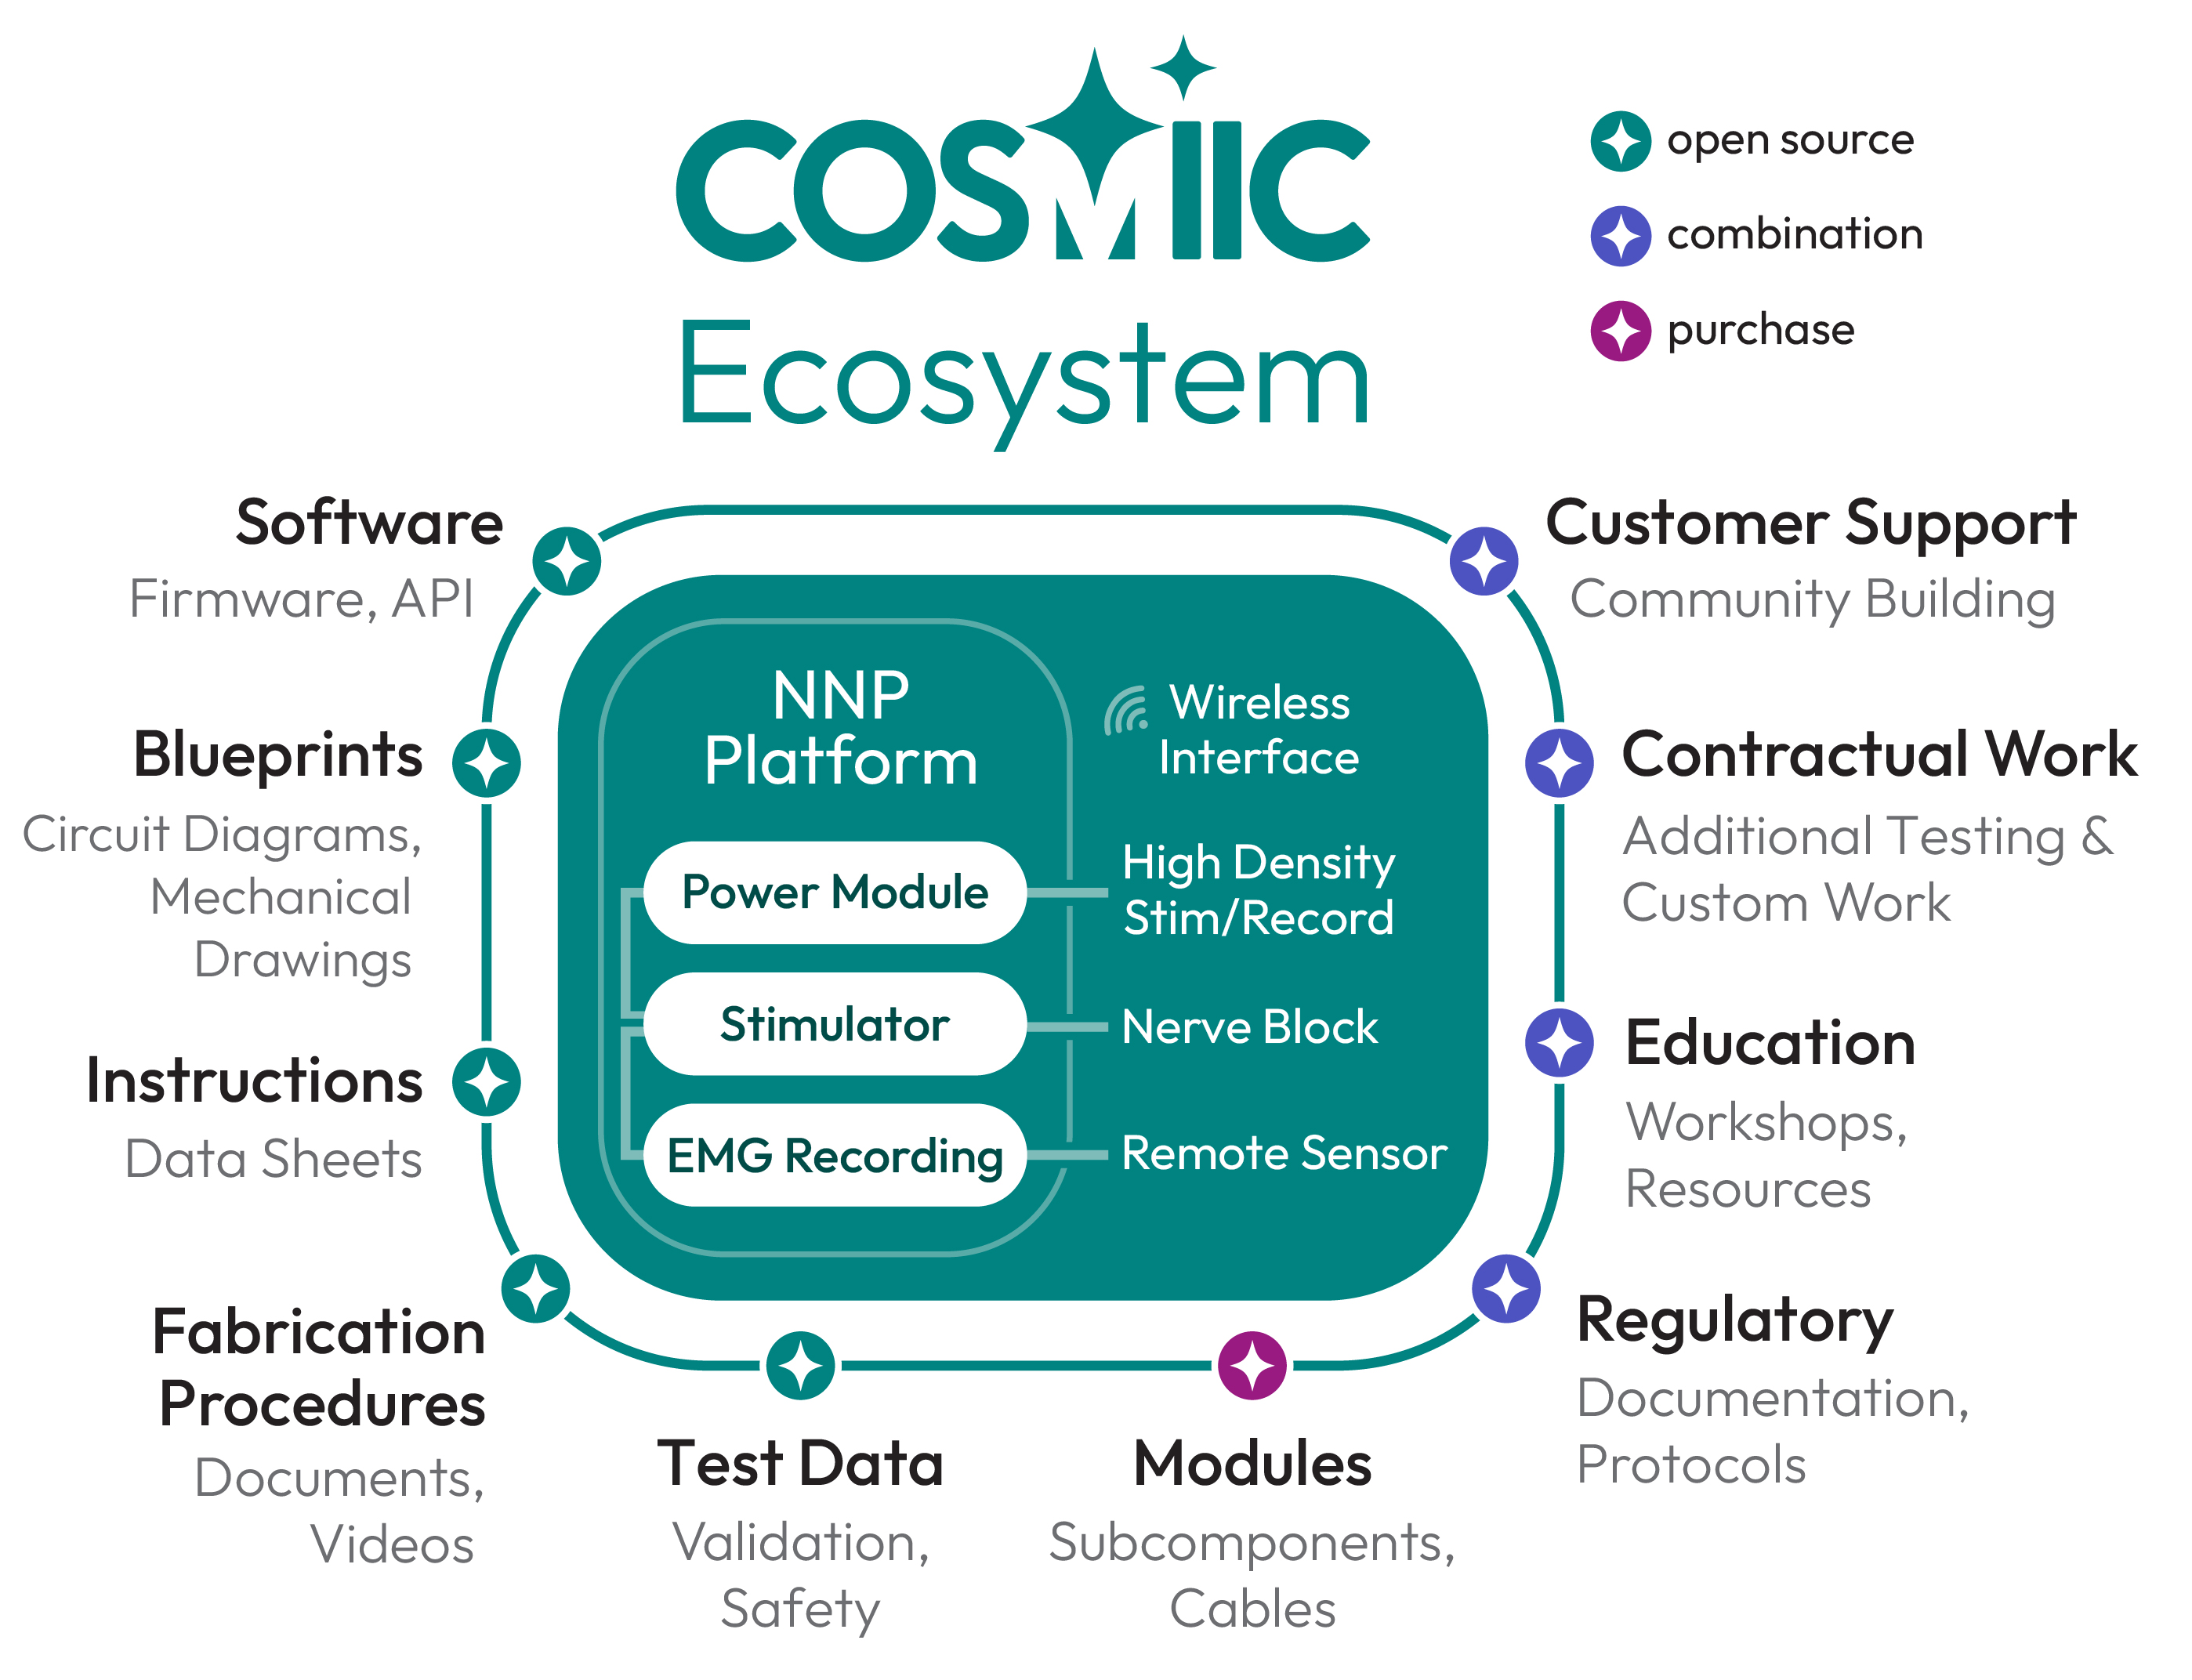 COSMIIC
Ecosystem
open source
combination
purchase
Software
Firmware, API
Blueprints
Circuit Diagrams,
Mechanical
Drawings
Instructions
Data Sheets
Fabrication
Procedures
Documents,
Videos
Test Data
Validation,
Safety
Modules
Subcomponents,
Cables
Regulatory
Documentation,
Protocols
Education
Workshops,
Resources
Contractual Work
Additional Testing &
Custom Work
Customer Support
Community Building
NNP
Platform
Power Module
Stimulator
EMG Recording
Wireless
Interface
High Density
Stim/Record
Nerve Block
Remote Sensor